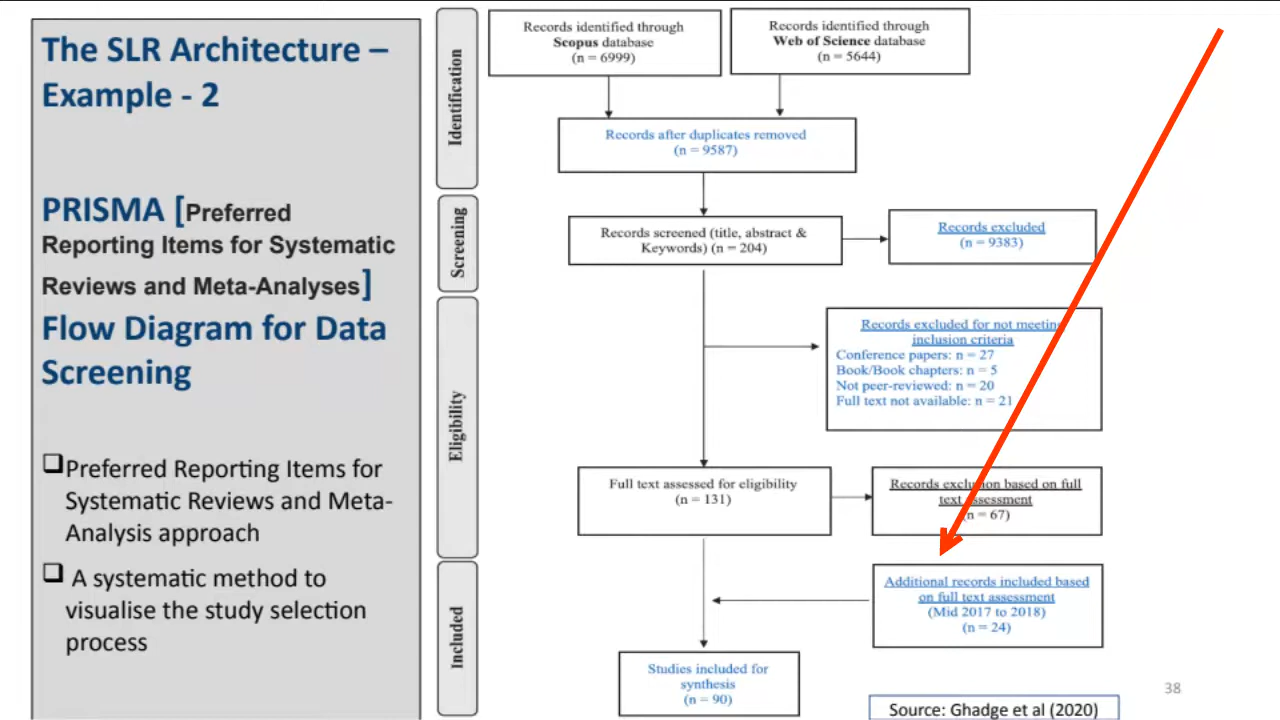 The SLR Architecture –
Example - 2
PRISMA [Preferred
Reporting Items for Systematic
Reviews and Meta-Analyses]
Flow Diagram for Data
Screening
Preferred Reporting Items for
Systematic Reviews and Meta-
Analysis approach
A systematic method to
visualise the study selection
process
Identification
Records identified through
Scopus database
(n = 6999)
Records identified through
Web of Science database
(n = 5644)
Records after duplicates removed
(n = 9587)
Screening
Records screened (title, abstract &
Keywords) (n = 204)
Records excluded
(n = 9383)
Eligibility
Records excluded for not meeting
inclusion criteria
Conference papers: n = 27
Book/Book chapters: n = 5
Not peer-reviewed: n = 20
Full text not available: n = 21
Full text assessed for eligibility
(n = 131)
Records exclusion based on full
text assessment
(n = 67)
Included
Additional records included based
on full text assessment
(Mid 2017 to 2018)
(n = 24)
Studies included for
synthesis
(n = 90)
38
Source: Ghadge et al (2020)